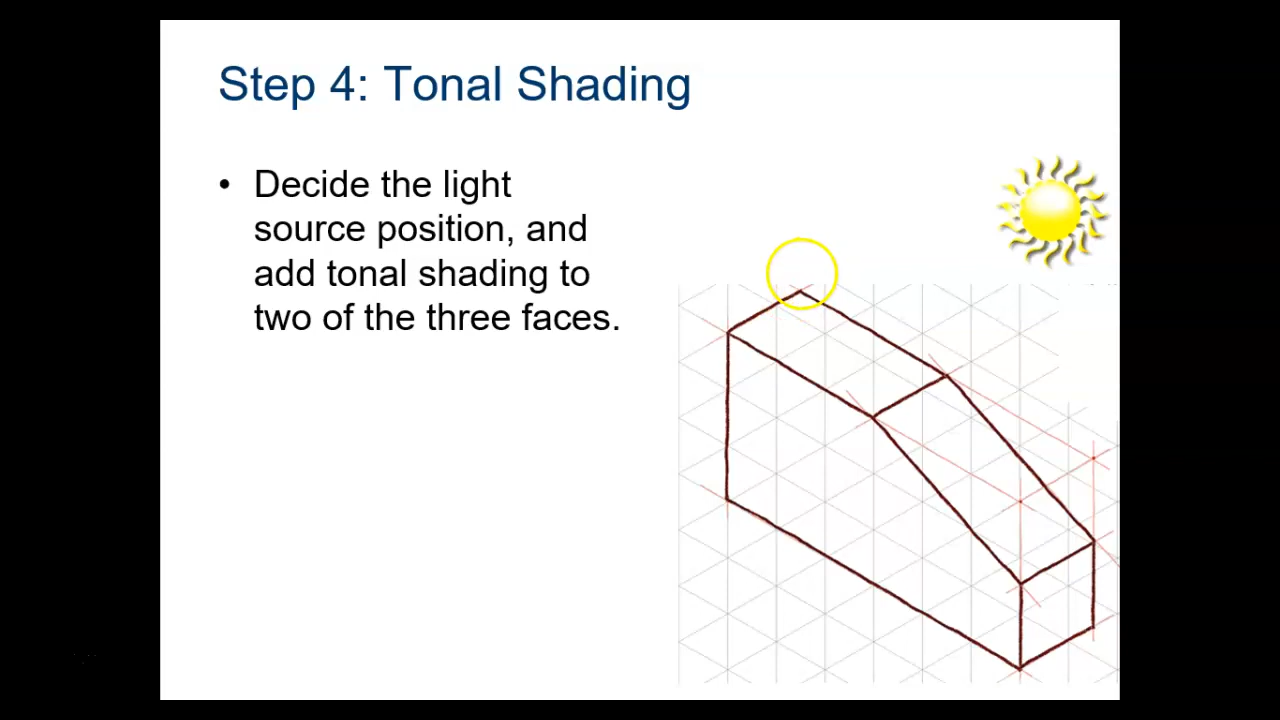 Step 4: Tonal Shading
• Decide the light
source position, and
add tonal shading to
two of the three faces.